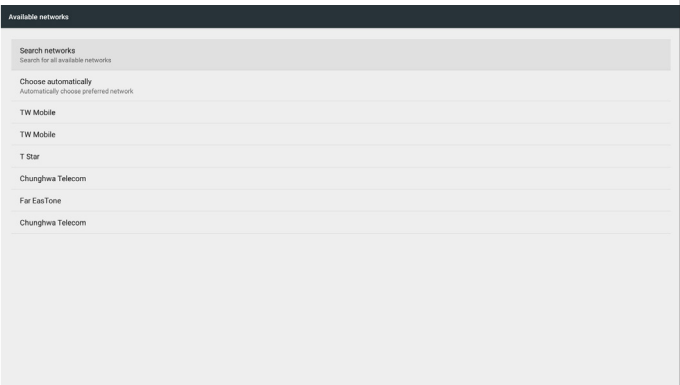 Available networks
Search networks
Search for all available networks
Choose automatically
Automatically choose preferred network
TW Mobile
TW Mobile
T Star
Chunghwa Telecom
Far EasTone
Chunghwa Telecom